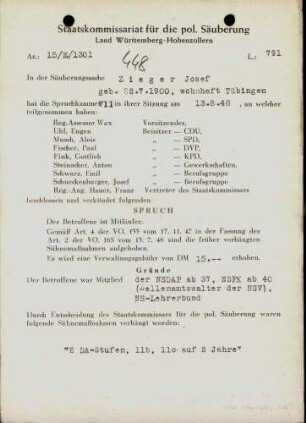 Staatskommissariat für die pol. Säuberung
Land Württemberg-Hohenzollern
Az.: 15/E/1301
L.: 791
448
In der Säuberungssache Zieger Josef
geb. 22.7.1900, wohnhaft Tübingen
hat die Spruchkammer II in ihrer Sitzung am 13.8.48, an welcher
teilgenommen haben:
Reg.Assessor Wax Vorsitzender,
Uhl, Eugen Beisitzer – CDU,
Munch, Alois „ – SPD,
Fischer, Paul „ – DVP,
Fink, Gottlich „ – KPD,
Steinacher, Anton „ – Gewerkschaften,
Schwarz, Emil „ – Berufsgruppe
Schneckenburger, Josef „ – Berufsgruppe
Reg.-Ang. Hauer, Franz Vertreter des Staatskommissars
beschlossen und verkündet folgenden
SPRUCH
Der Betroffene ist Mitläufer.
Gemäß Art. 4 der VO. 133 vom 17. 11. 47 in der Fassung des
Art. 2 der VO. 165 vom 13. 7. 48 sind die früher verhängten
Sühnemaßnahmen aufgehoben.
Es wird eine Verwaltungsgebühr von DM 15.— erhoben.
Gründe
Der Betroffene war Mitglied der NSDAP ab 37, NSFK ab 40
(Zellenamtswalter der NSV),
NS-Lehrerbund
Durch Entscheidung des Staatskommissars für die pol. Säuberung waren
folgende Sühnemaßnahmen verhängt worden:
"2 DA-Stufen, 11b, 11c auf 2 Jahre"